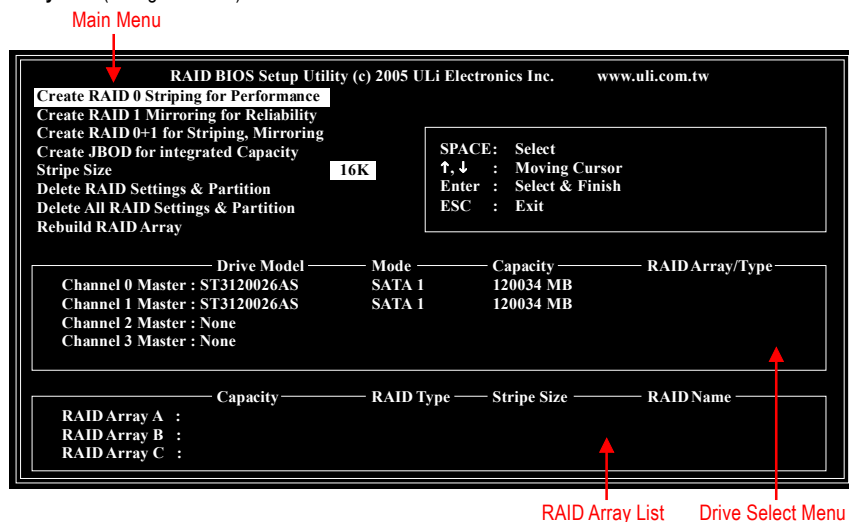 Main Menu
RAID BIOS Setup Utility (c) 2005 ULi Electronics Inc. www.uli.com.tw
Create RAID 0 Striping for Performance
Create RAID 1 Mirroring for Reliability
Create RAID 0+1 for Striping, Mirroring
Create JBOD for integrated Capacity
Stripe Size 16K
Delete RAID Settings & Partition
Delete All RAID Settings & Partition
Rebuild RAID Array
SPACE: Select
↑,↓ : Moving Cursor
Enter : Select & Finish
ESC : Exit
Drive Model Mode Capacity RAID Array/Type
Channel 0 Master : ST3120026AS SATA 1 120034 MB
Channel 1 Master : ST3120026AS SATA 1 120034 MB
Channel 2 Master : None
Channel 3 Master : None
Capacity RAID Type Stripe Size RAID Name
RAID Array A :
RAID Array B :
RAID Array C :
RAID Array List Drive Select Menu